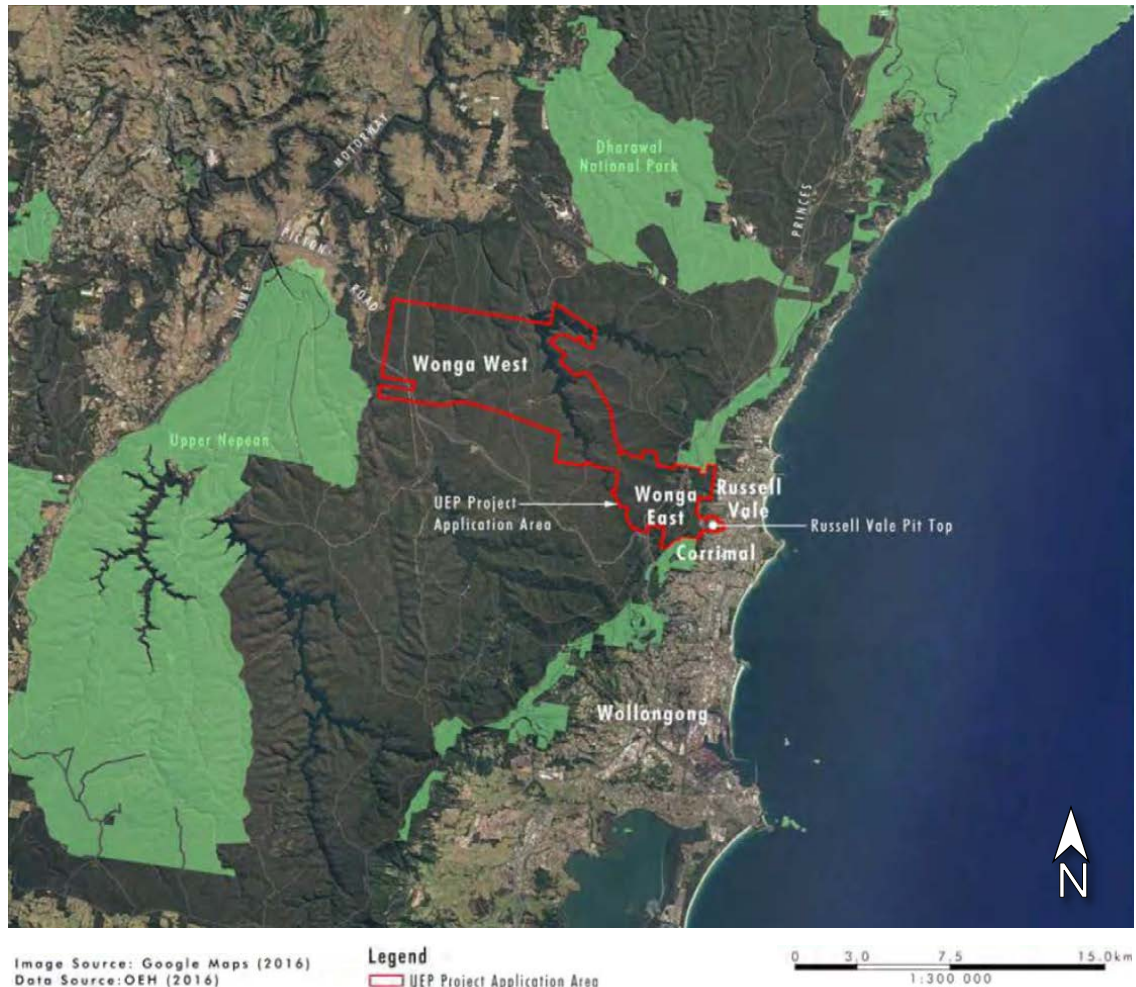 Dharawal
National Park
MOTORWAY
PRINCES
PICTON
ROAD
HUME
Wonga West
Upper Nepean
UEP Project
Application Area
Wonga
East
Russell
Vale
Russell Vale Pit Top
Corrimal
Wollongong
N
Image Source: Google Maps (2016)
Data Source:OEH (2016)
Legend
UEP Project Application Area
0 3.0 7.5 15.0km
1:300 000